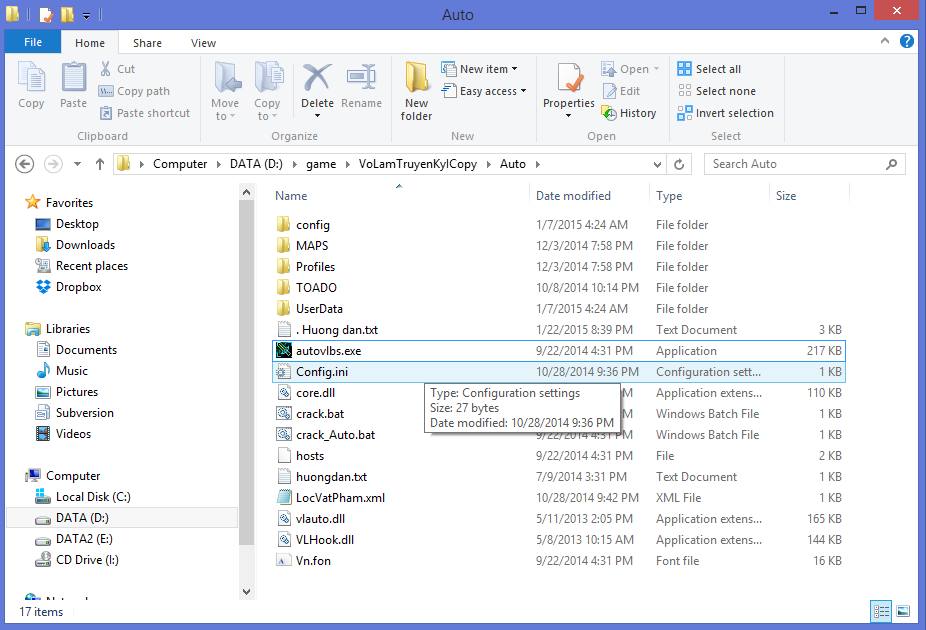 Auto
File Home Share View
Copy Paste Cut Copy path Paste shortcut
Move to Copy to Delete Rename
New folder New item Easy access
Properties Open Edit History
Select all Select none Invert selection
Clipboard Organize New Open Select
Computer DATA (D:) game VoLamTruyenKyICopy Auto
Search Auto
Favorites
Desktop
Downloads
Recent places
Dropbox
Libraries
Documents
Music
Pictures
Subversion
Videos
Computer
Local Disk (C:)
DATA (D:)
DATA2 (E:)
CD Drive (I:)
Name Date modified Type Size
config 1/7/2015 4:24 AM File folder
MAPS 12/3/2014 7:58 PM File folder
Profiles 12/3/2014 7:58 PM File folder
TOADO 10/8/2014 10:14 PM File folder
UserData 1/7/2015 4:24 AM File folder
. Huong dan.txt 1/22/2015 8:39 PM Text Document 3 KB
autovlbs.exe 9/22/2014 4:31 PM Application 217 KB
Config.ini 10/28/2014 9:36 PM Configuration sett... 1 KB
core.dll M Application extens... 110 KB
crack.bat M Windows Batch File 1 KB
crack_Auto.bat 9/22/2014 4:31 PM Windows Batch File 1 KB
hosts 9/22/2014 4:31 PM File 2 KB
huongdan.txt 7/9/2014 3:31 PM Text Document 1 KB
LocVatPham.xml 10/28/2014 9:42 PM XML File 1 KB
vlauto.dll 5/11/2013 2:05 PM Application extens... 165 KB
VLHook.dll 5/8/2013 10:15 AM Application extens... 144 KB
Vn.fon 9/22/2014 4:31 PM Font file 16 KB
Type: Configuration settings
Size: 27 bytes
Date modified: 10/28/2014 9:36 PM
17 items